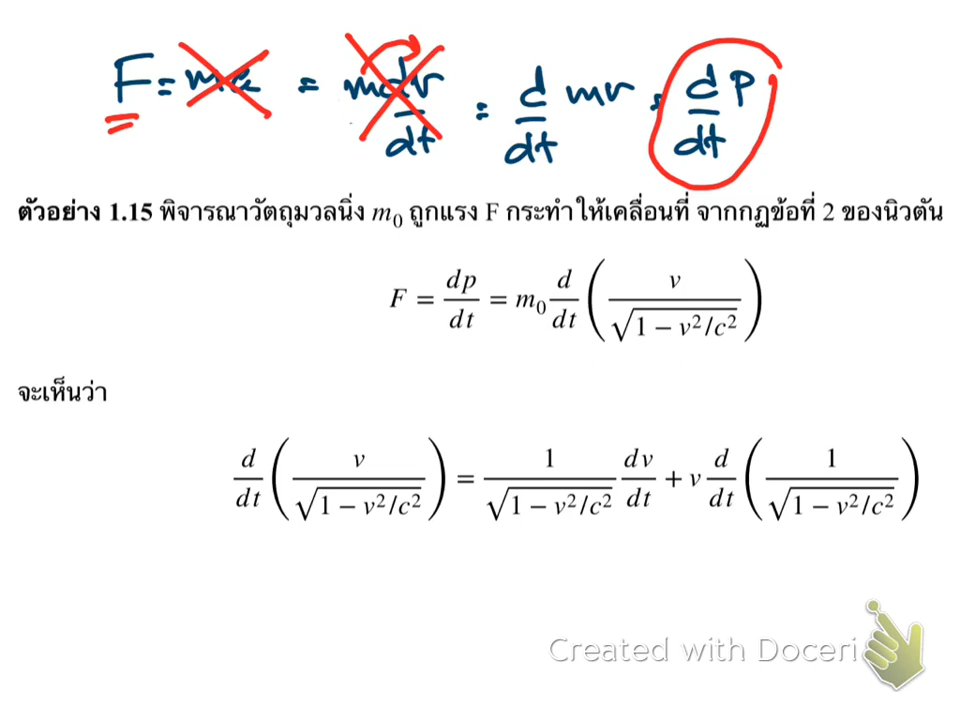 F = ma = m dv/dt = d/dt mv = d/dt P
ตัวอย่าง 1.15 พิจารณาวัตถุมวลนิ่ง m₀ ถูกแรง F กระทำให้เคลื่อนที่ จากกฏข้อที่ 2 ของนิวตัน
F = dp/dt = m₀ d/dt ( v / √(1 − v²/c²) )
จะเห็นว่า
d/dt ( v / √(1 − v²/c²) ) = 1 / √(1 − v²/c²) dv/dt + v d/dt ( 1 / √(1 − v²/c²) )
Created with Doceri